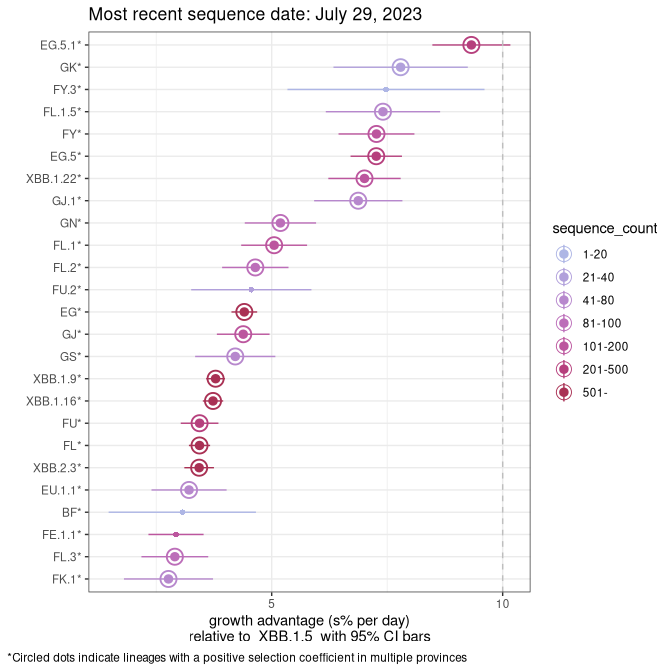 Most recent sequence date: July 29, 2023
EG.5.1*
GK*
FY.3*
FL.1.5*
FY*
EG.5*
XBB.1.22*
GJ.1*
GN*
FL.1*
FL.2*
FU.2*
EG*
GJ*
GS*
XBB.1.9*
XBB.1.16*
FU*
FL*
XBB.2.3*
EU.1.1*
BF*
FE.1.1*
FL.3*
FK.1*
5
10
growth advantage (s% per day)
relative to XBB.1.5 with 95% CI bars
sequence_count
1-20
21-40
41-80
81-100
101-200
201-500
501-
*Circled dots indicate lineages with a positive selection coefficient in multiple provinces